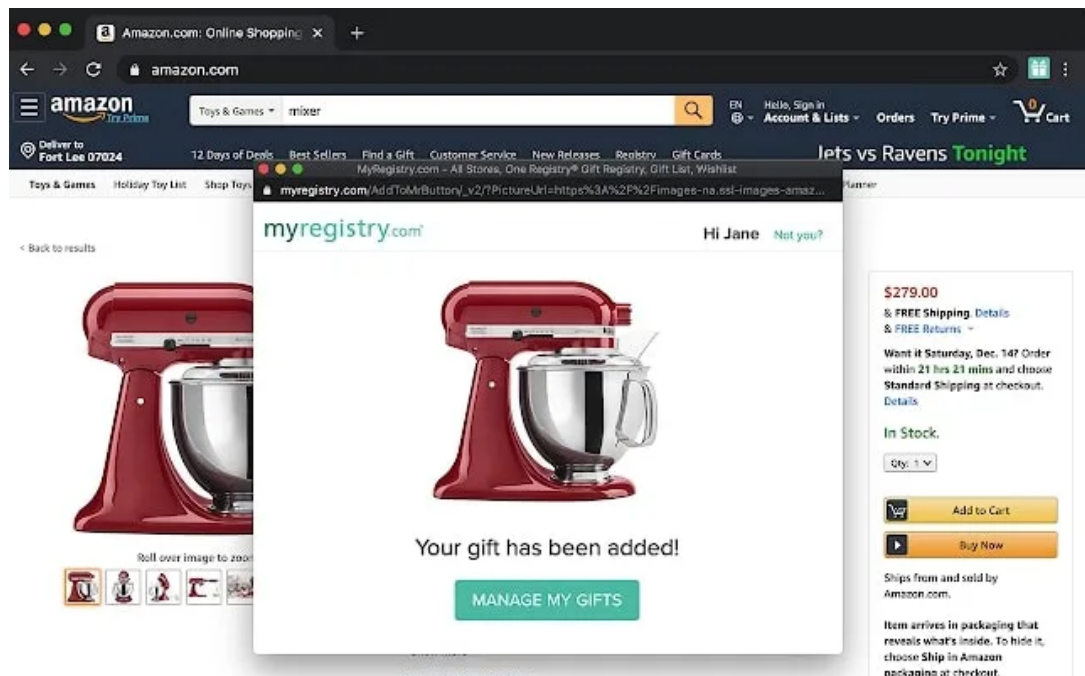 Amazon.com: Online Shopping
amazon.com
amazon
Try Prime
Toys & Games
mixer
EN
Hello, Sign in
Account & Lists
Orders
Try Prime
0
Cart
Deliver to
Fort Lee 07024
12 Days of Deals Best Sellers Find a Gift Customer Service New Releases Registry Gift Cards
Jets vs Ravens Tonight
Toys & Games Holiday Toy List Shop Toys
Planner
MyRegistry.com – All Stores, One Registry® Gift Registry, Gift List, Wishlist
myregistry.com/AddToMrButton/_v2/?PictureUrl=https%3A%2F%2Fimages-na.ssl-images-amaz...
myregistry.com
Hi Jane Not you?
< Back to results
Roll over image to zoom
Your gift has been added!
MANAGE MY GIFTS
$279.00
& FREE Shipping. Details
& FREE Returns
Want it Saturday, Dec. 14? Order
within 21 hrs 21 mins and choose
Standard Shipping at checkout.
Details
In Stock.
Qty: 1
Add to Cart
Buy Now
Ships from and sold by
Amazon.com.
Item arrives in packaging that
reveals what's inside. To hide it,
choose Ship in Amazon
packaging at checkout.